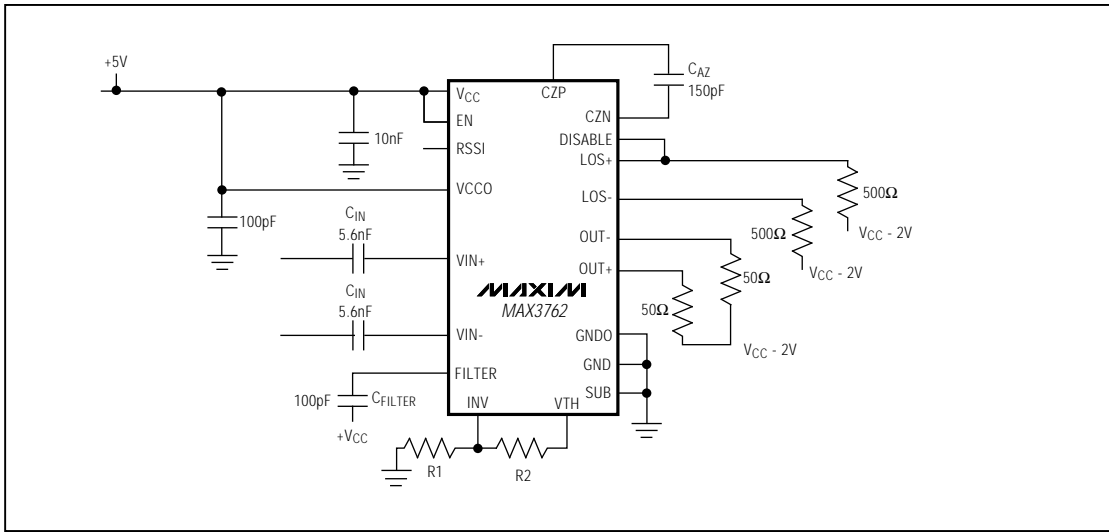 +5V
10nF
100pF
CIN
5.6nF
CIN
5.6nF
100pF
CFILTER
+VCC
R1
R2
VCC
EN
RSSI
VCCO
VIN+
VIN-
FILTER
INV
VTH
CZP
CZN
DISABLE
LOS+
LOS-
OUT-
OUT+
MAXIM
MAX3762
GNDO
GND
SUB
CAZ
150pF
500Ω
VCC - 2V
500Ω
VCC - 2V
50Ω
50Ω
VCC - 2V